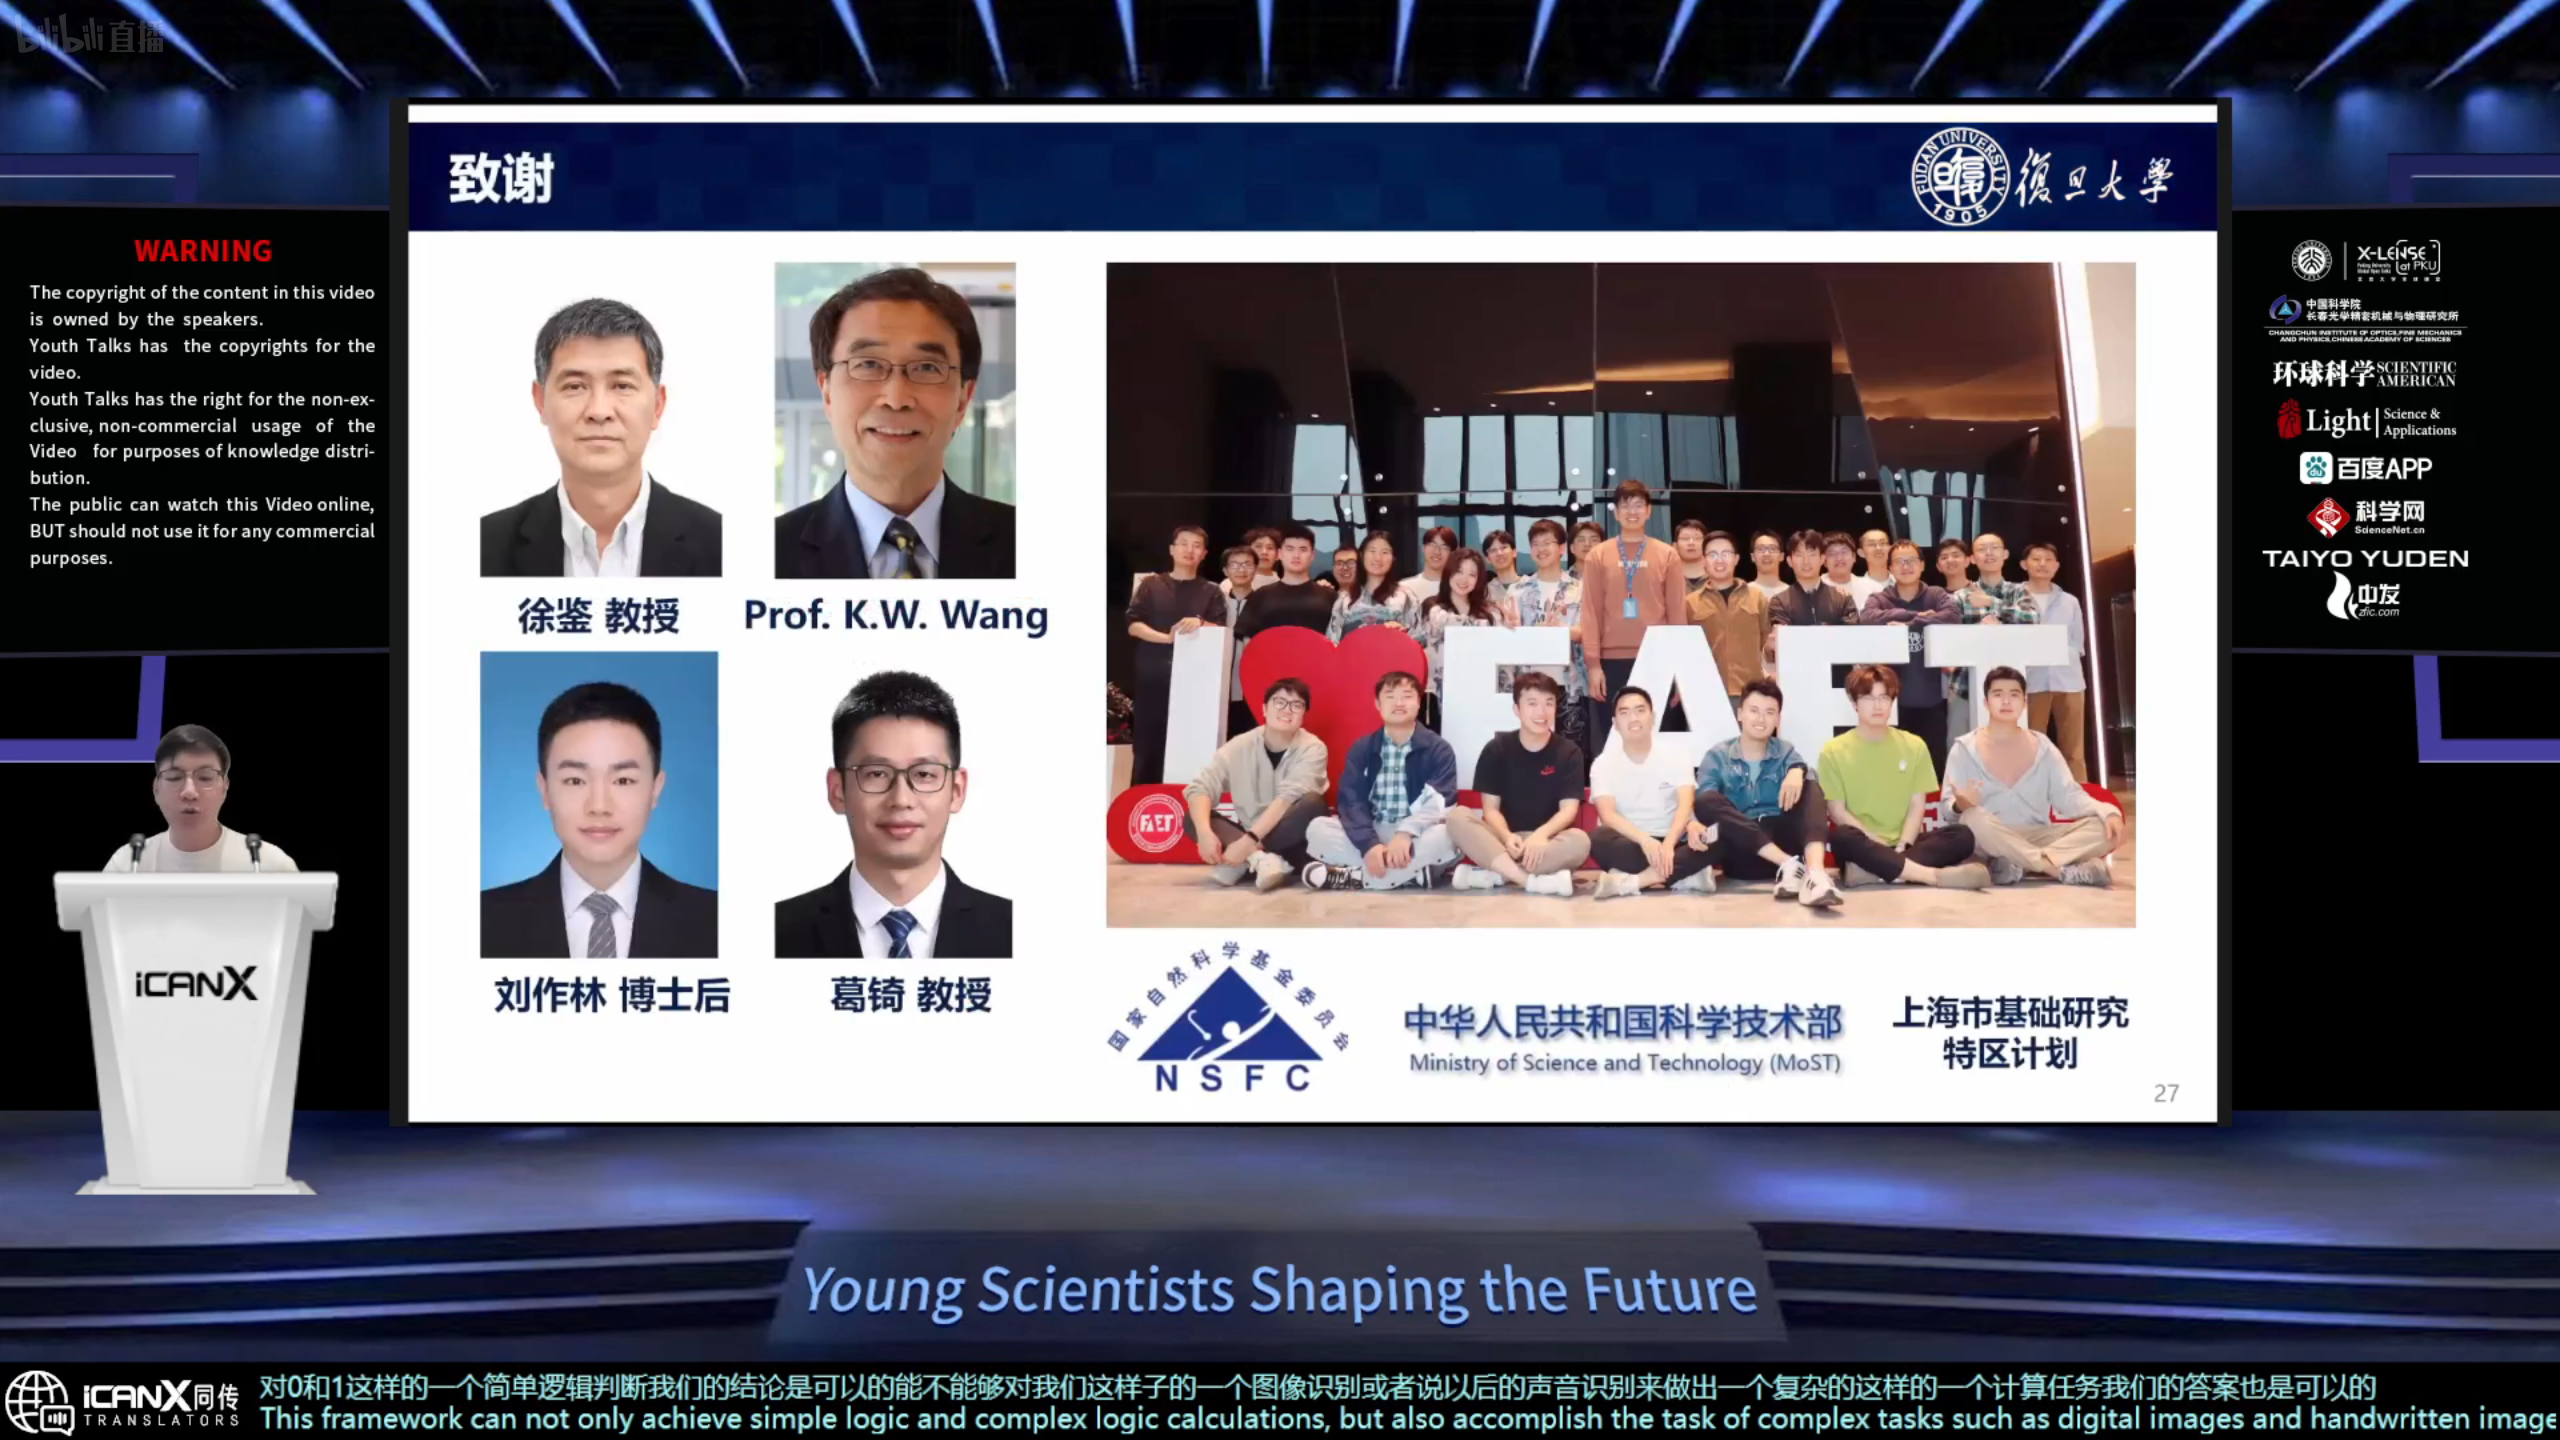 bilibili 直播
致谢
FUDAN UNIVERSITY
1905
復旦大學
WARNING
The copyright of the content in this video
is owned by the speakers.
Youth Talks has the copyrights for the
video.
Youth Talks has the right for the non-ex-
clusive, non-commercial usage of the
Video for purposes of knowledge distri-
bution.
The public can watch this Video online,
BUT should not use it for any commercial
purposes.
徐鉴 教授
Prof. K.W. Wang
刘作林 博士后
葛锜 教授
I FAET
FAET
国家自然科学基金委员会
NSFC
中华人民共和国科学技术部
Ministry of Science and Technology (MoST)
上海市基础研究
特区计划
27
X-LENSE
at PKU
中国科学院
长春光学精密机械与物理研究所
CHANGCHUN INSTITUTE OF OPTICS,FINE MECHANICS
AND PHYSICS,CHINESE ACADEMY OF SCIENCES
环球科学 SCIENTIFIC
AMERICAN
Light | Science &
Applications
du 百度APP
科学网
ScienceNet.cn
TAIYO YUDEN
中发
zfic.com
iCANX
Young Scientists Shaping the Future
iCANX同传
TRANSLATORS
对0和1这样的一个简单逻辑判断我们的结论是可以的能不能够对我们这样子的一个图像识别或者说以后的声音识别来做出一个复杂的这样的一个计算任务我们的答案也是可以的
This framework can not only achieve simple logic and complex logic calculations, but also accomplish the task of complex tasks such as digital images and handwritten image